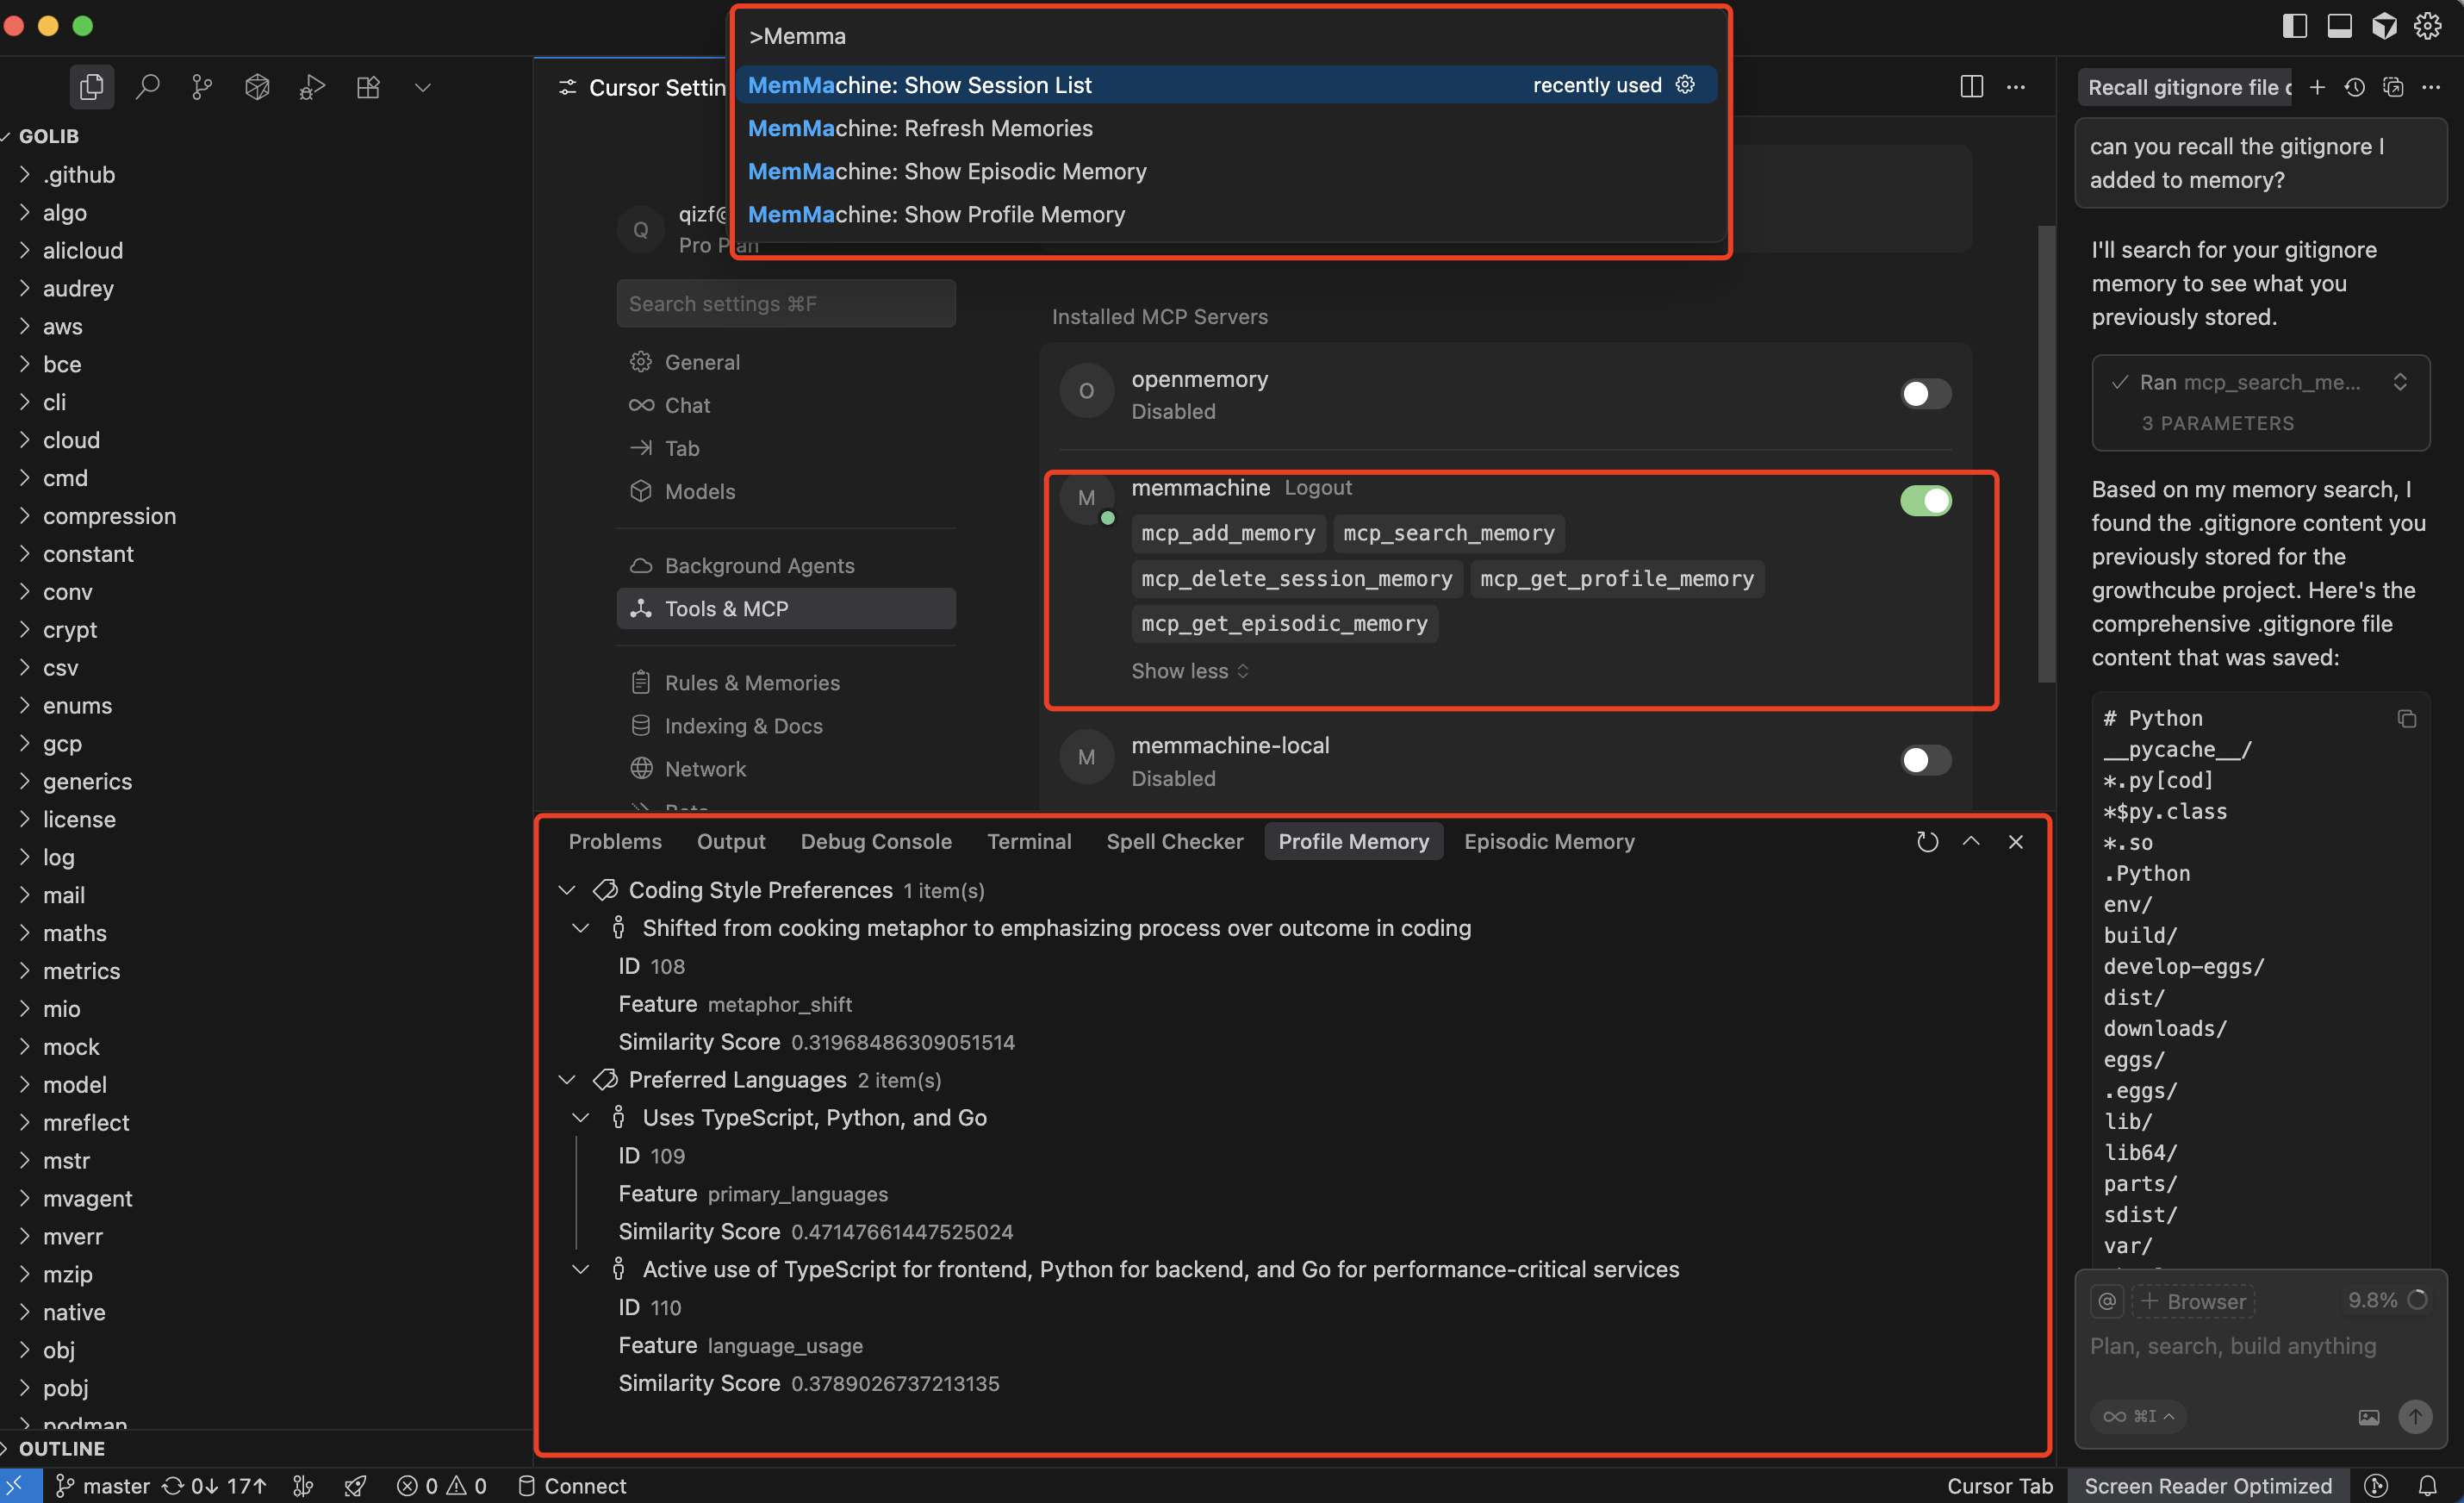 >Memma
MemMachine: Show Session List recently used
MemMachine: Refresh Memories
MemMachine: Show Episodic Memory
MemMachine: Show Profile Memory
GOLIB
.github
algo
alicloud
audrey
aws
bce
cli
cloud
cmd
compression
constant
conv
crypt
csv
enums
gcp
generics
license
log
mail
maths
metrics
mio
mock
model
mreflect
mstr
mvagent
mverr
mzip
native
obj
pobj
podman
OUTLINE
Cursor Settin
Q
qizf@
Pro Plan
Search settings ⌘F
General
Chat
Tab
Models
Background Agents
Tools & MCP
Rules & Memories
Indexing & Docs
Network
Installed MCP Servers
O
openmemory
Disabled
M
memmachine Logout
mcp_add_memory mcp_search_memory
mcp_delete_session_memory mcp_get_profile_memory
mcp_get_episodic_memory
Show less
M
memmachine-local
Disabled
Problems Output Debug Console Terminal Spell Checker Profile Memory Episodic Memory
Coding Style Preferences 1 item(s)
Shifted from cooking metaphor to emphasizing process over outcome in coding
ID 108
Feature metaphor_shift
Similarity Score 0.31968486309051514
Preferred Languages 2 item(s)
Uses TypeScript, Python, and Go
ID 109
Feature primary_languages
Similarity Score 0.47147661447525024
Active use of TypeScript for frontend, Python for backend, and Go for performance-critical services
ID 110
Feature language_usage
Similarity Score 0.3789026737213135
Recall gitignore file
can you recall the gitignore I
added to memory?
I'll search for your gitignore
memory to see what you
previously stored.
Ran mcp_search_me...
3 PARAMETERS
Based on my memory search, I
found the .gitignore content you
previously stored for the
growthcube project. Here's the
comprehensive .gitignore file
content that was saved:
# Python
__pycache__/
*.py[cod]
*$py.class
*.so
.Python
env/
build/
develop-eggs/
dist/
downloads/
eggs/
.eggs/
lib/
lib64/
parts/
sdist/
var/
@ + Browser 9.8%
Plan, search, build anything
∞ ⌘I
master 0↓ 17↑ 0 0 Connect Cursor Tab Screen Reader Optimized